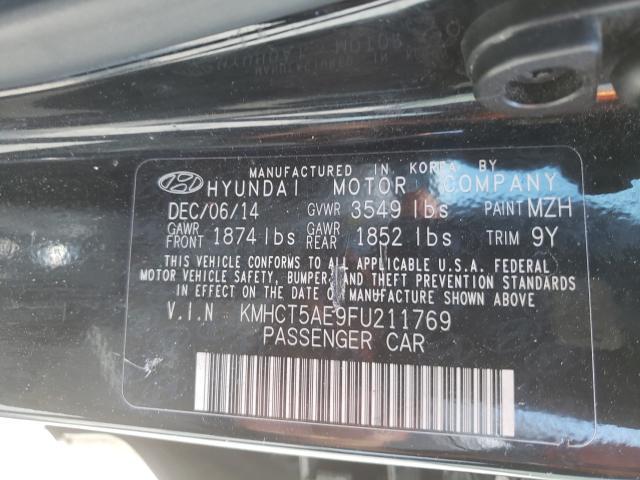 MANUFACTURED IN KOREA BY
HYUNDAI MOTOR COMPANY
DEC/06/14 GVWR 3549 lbs PAINT MZH
GAWR FRONT 1874 lbs GAWR REAR 1852 lbs TRIM 9Y
THIS VEHICLE CONFORMS TO ALL APPLICABLE U.S.A. FEDERAL
MOTOR VEHICLE SAFETY, BUMPER, AND THEFT PREVENTION STANDARDS
IN EFFECT ON THE DATE OF MANUFACTURE SHOWN ABOVE.
V.I.N KMHCT5AE9FU211769
PASSENGER CAR